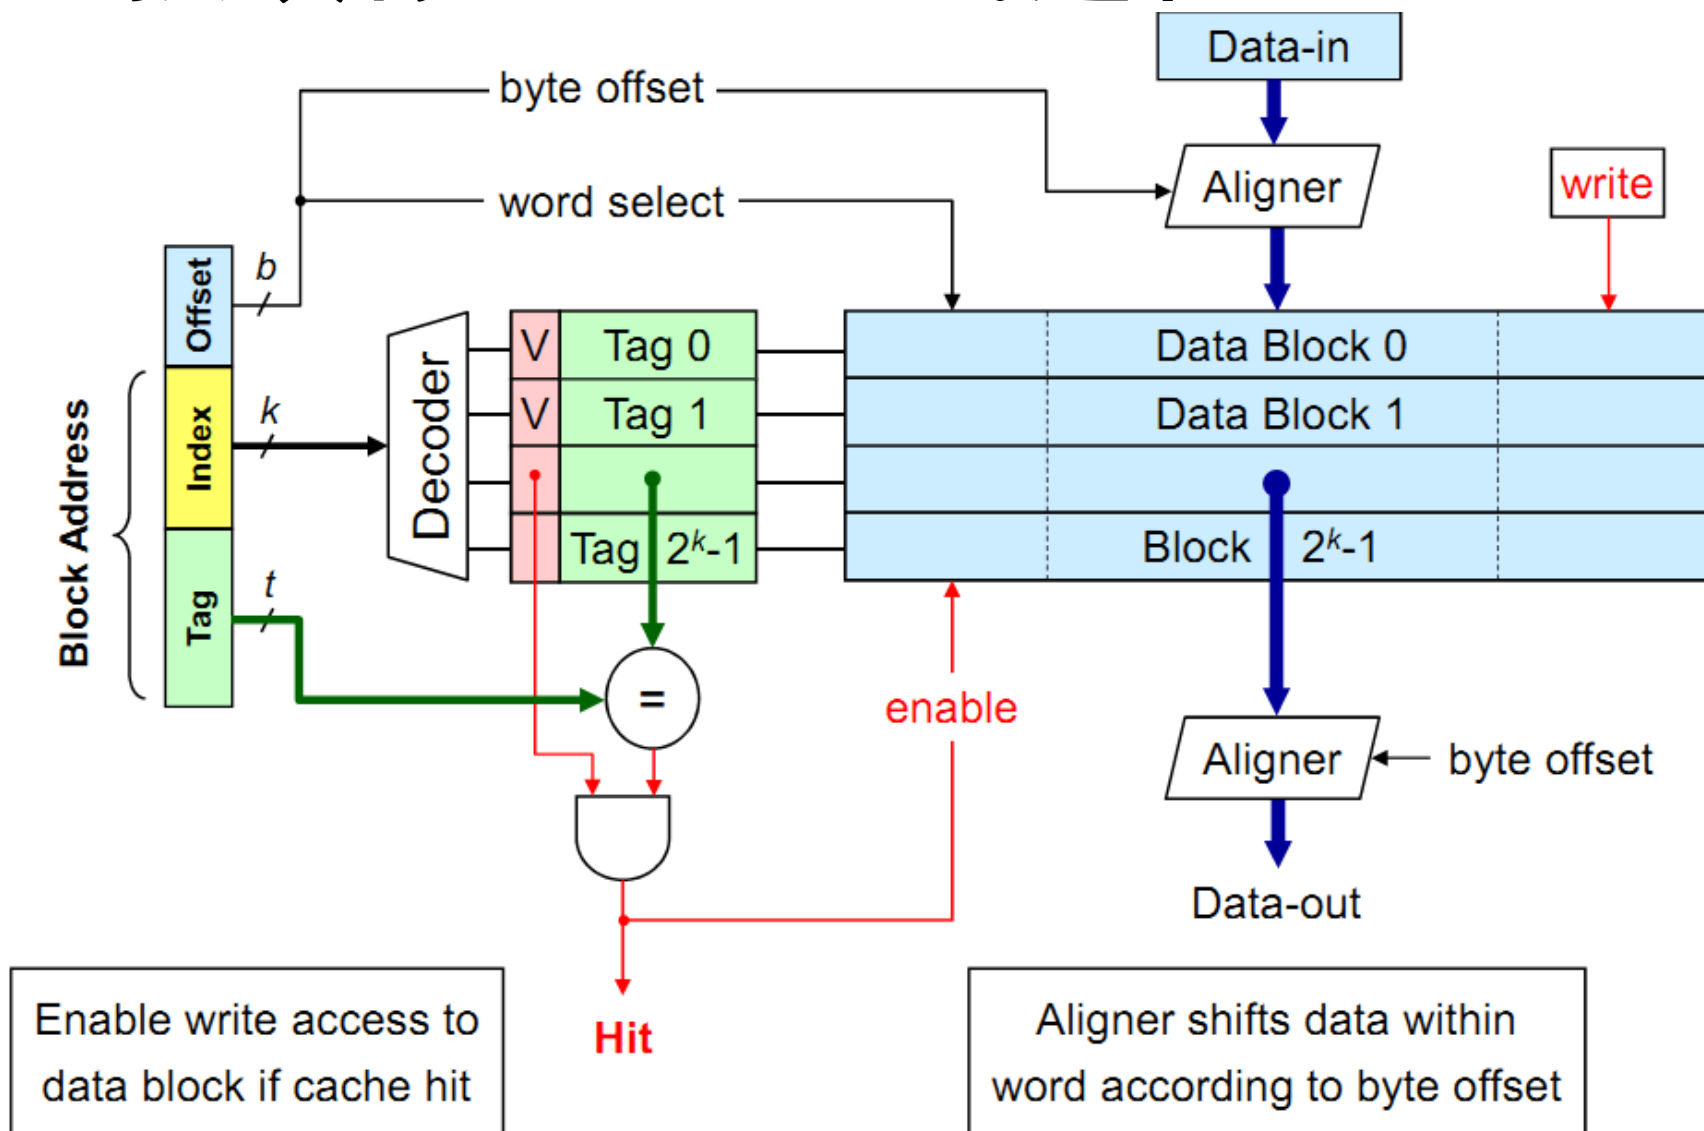 Data-in
byte offset
Aligner
write
word select
Offset
b
V
Tag 0
Data Block 0
V
Tag 1
Data Block 1
Decoder
Index
k
Block Address
Tag 2ᵏ-1
Block 2ᵏ-1
Tag
t
=
enable
Aligner
byte offset
Data-out
Hit
Enable write access to
data block if cache hit
Aligner shifts data within
word according to byte offset